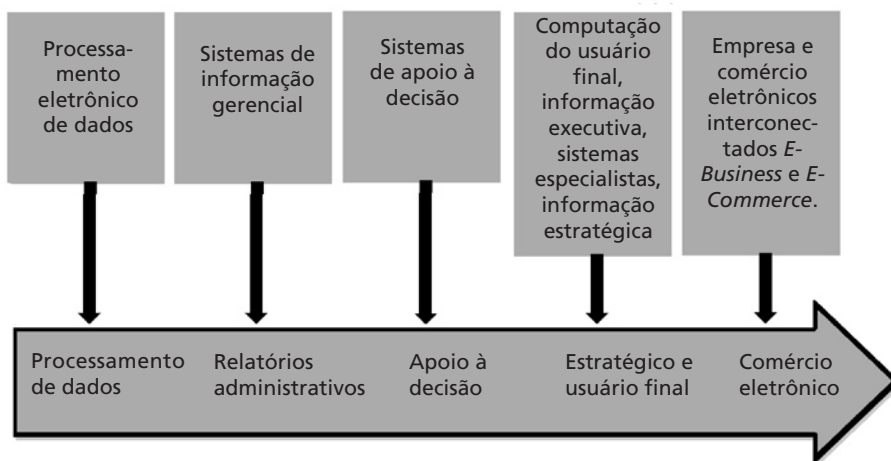 Processa-
mento
eletrônico
de dados
Sistemas de
informação
gerencial
Sistemas
de apoio à
decisão
Computação
do usuário
final,
informação
executiva,
sistemas
especialistas,
informação
estratégica
Empresa e
comércio
eletrônicos
interconec-
tados E-
Business e E-
Commerce.
Processamento
de dados
Relatórios
administrativos
Apoio à
decisão
Estratégico e
usuário final
Comércio
eletrônico